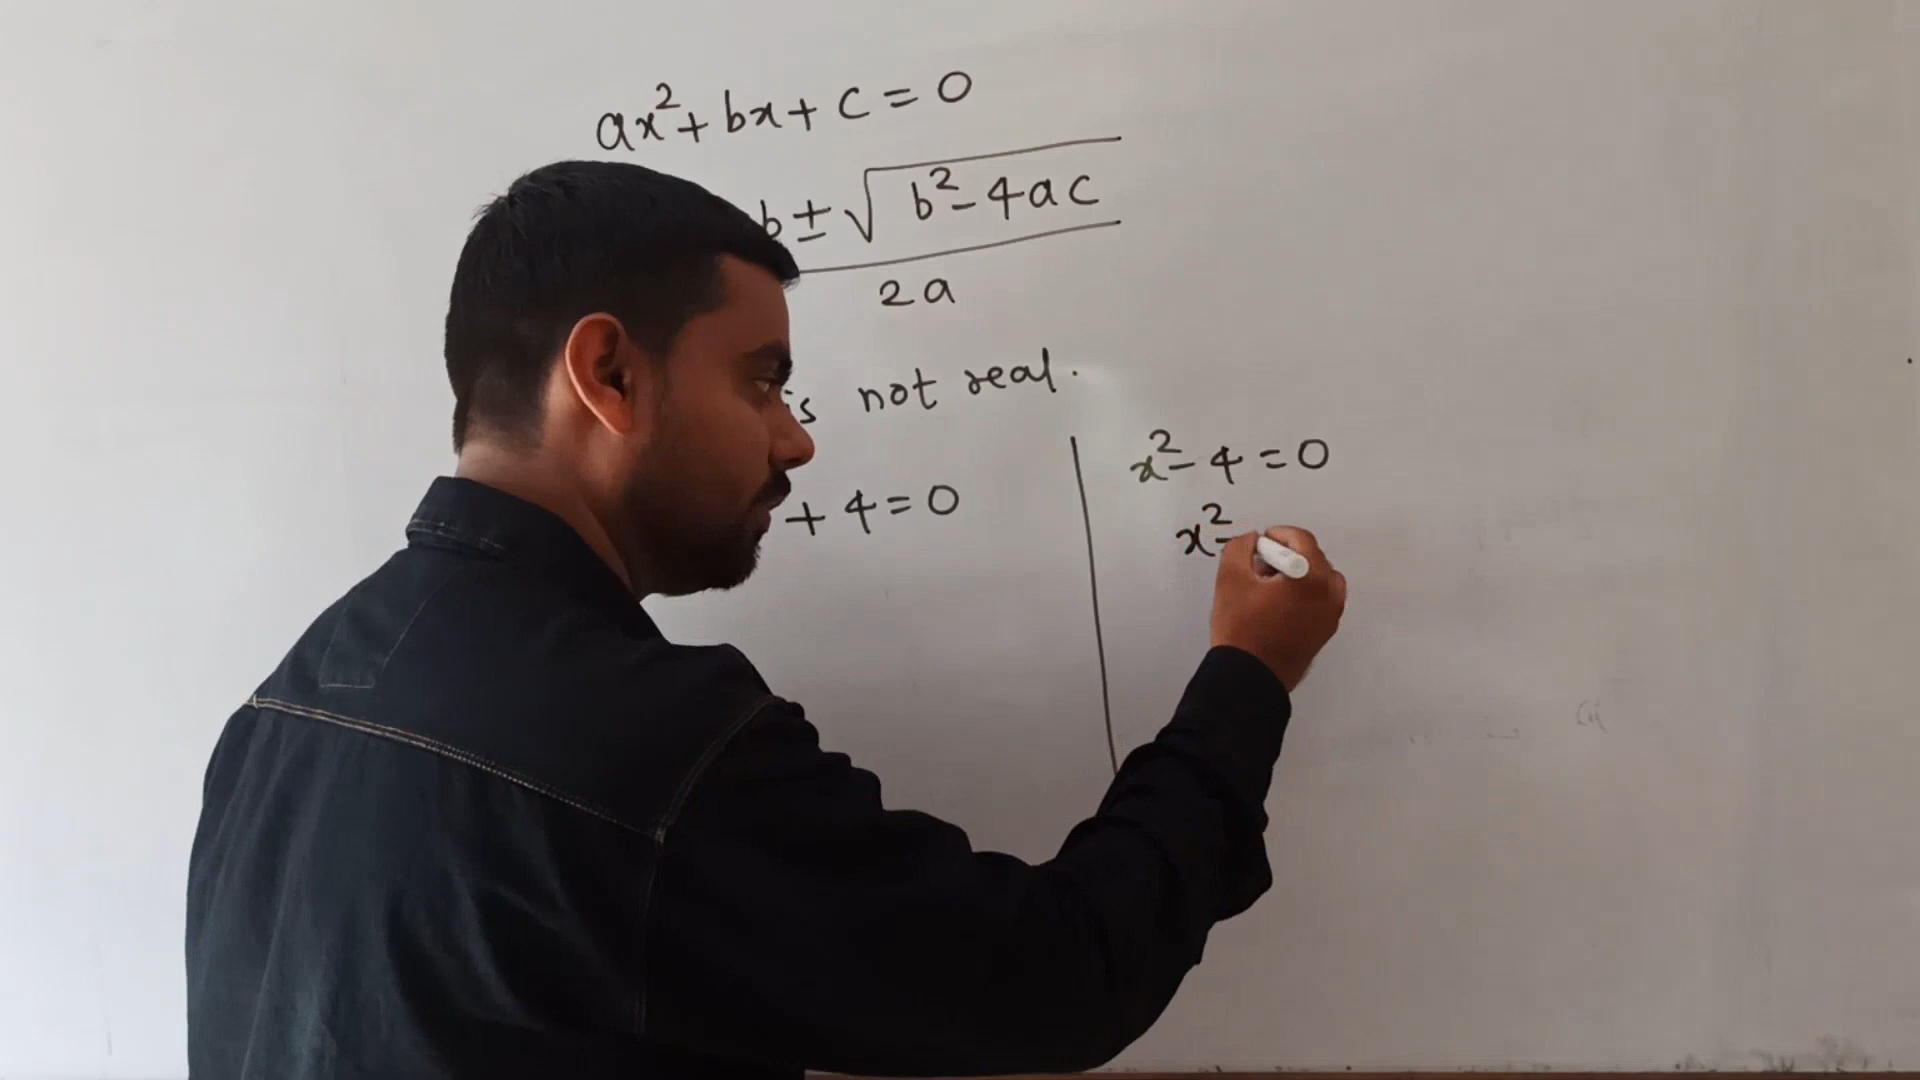 ax²+ bx + c = 0
b ± √b² - 4ac
2a
is not real.
+ 4 = 0
x² - 4 = 0
x² -